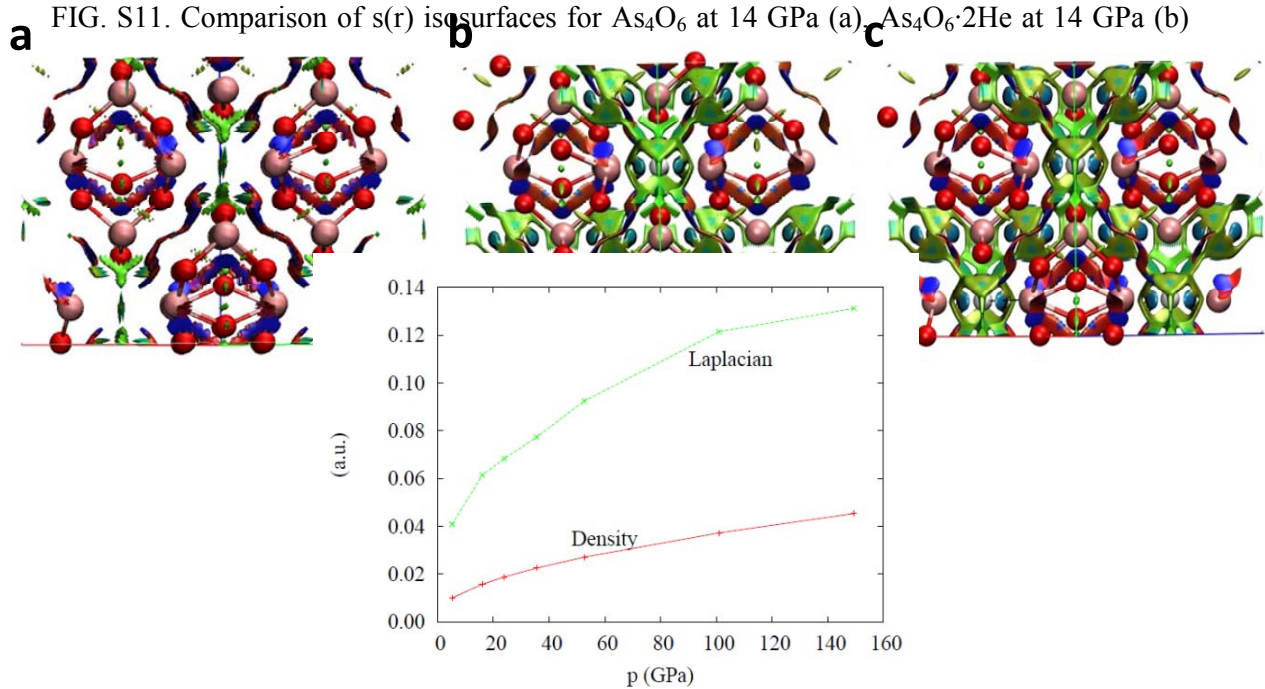 FIG. S11. Comparison of s(r) isosurfaces for As₄O₆ at 14 GPa (a), As₄O₆·2He at 14 GPa (b)
a b c
0.14
0.12
Laplacian
0.10
0.08
(a.u.)
0.06
0.04
Density
0.02
0.00
0 20 40 60 80 100 120 140 160
p (GPa)